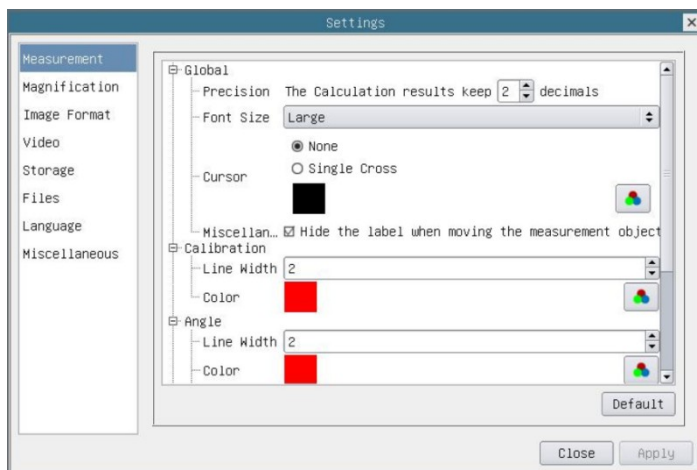 Settings
Measurement
Magnification
Image Format
Video
Storage
Files
Language
Miscellaneous
Global
Precision The Calculation results keep 2 decimals
Font Size Large
None
Single Cross
Cursor
Miscellan... Hide the label when moving the measurement object
Calibration
Line Width 2
Color
Angle
Line Width 2
Color
Default
Close Apply